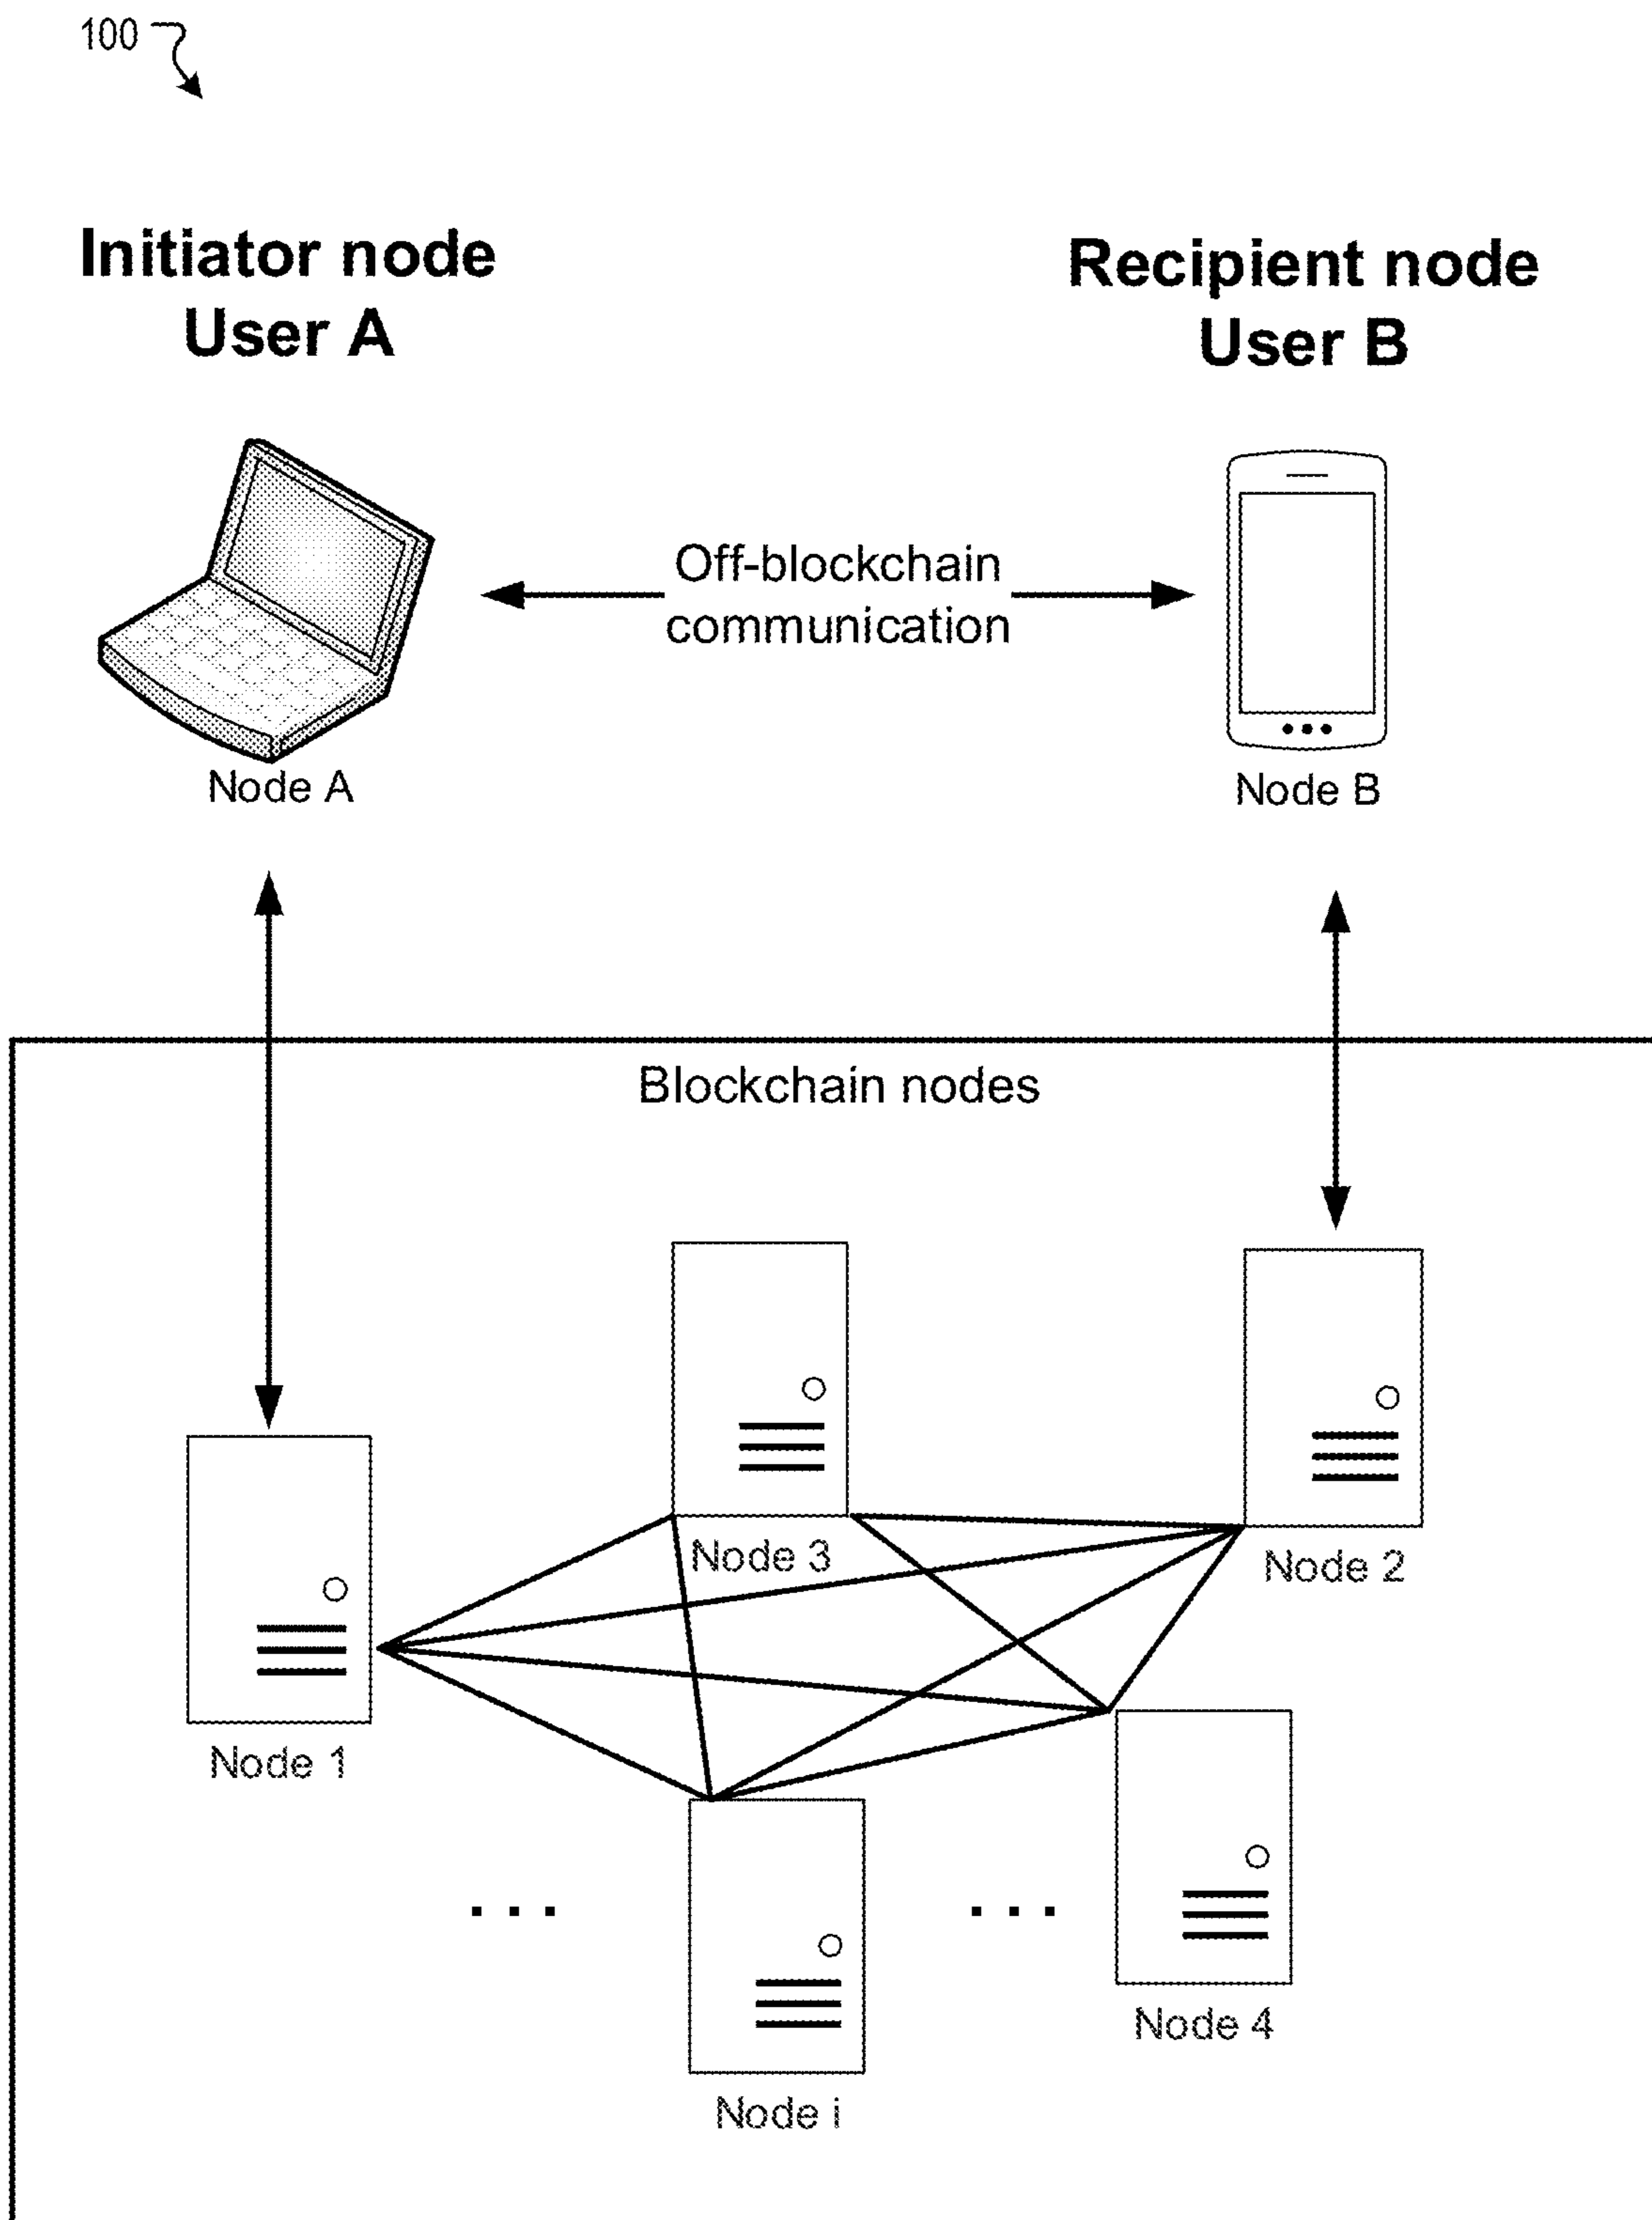 100
Initiator node
User A
Recipient node
User B
Off-blockchain
communication
Node A
Node B
Blockchain nodes
Node 3
Node 2
Node 1
. . .
. . .
Node 4
Node i